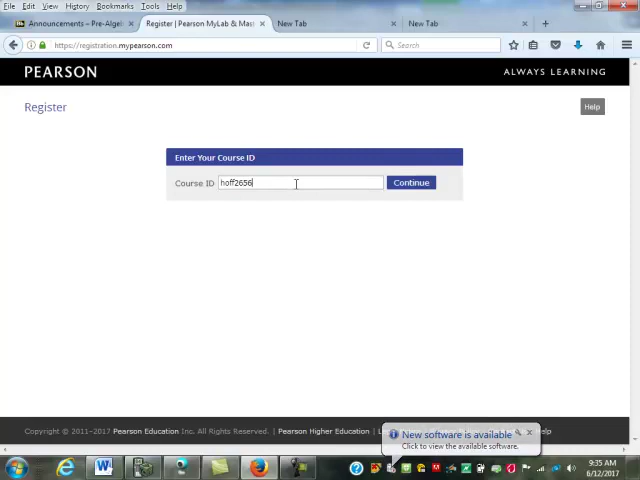 File Edit View History Bookmarks Tools Help
Announcements – Pre-Algeb
Register | Pearson MyLab & Mast
New Tab
New Tab
https://registration.mypearson.com
Search
PEARSON
ALWAYS LEARNING
Register
Help
Enter Your Course ID
Course ID hoff2656 Continue
New software is available
Click to view the available software.
Copyright © 2011–2017 Pearson Education Inc. All Rights Reserved. | Pearson Higher Education |
9:35 AM
6/12/2017